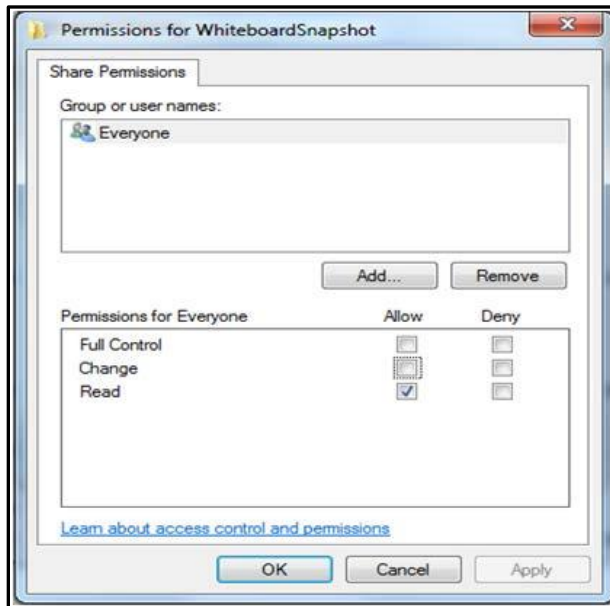 Permissions for WhiteboardSnapshot
Share Permissions
Group or user names:
Everyone
Add... Remove
Permissions for Everyone Allow Deny
Full Control
Change
Read
Learn about access control and permissions
OK Cancel Apply